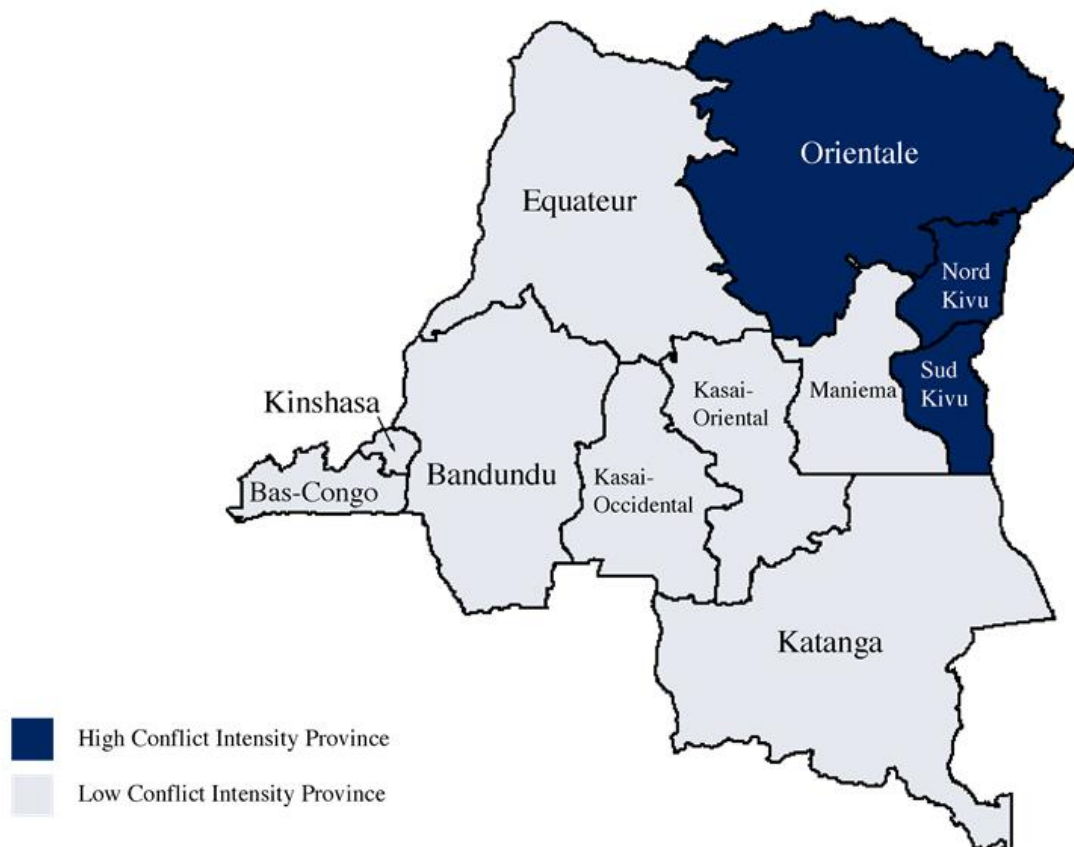 Orientale
Equateur
Nord
Kivu
Sud
Kivu
Maniema
Kasai-
Oriental
Kinshasa
Bandundu
Kasai-
Occidental
Bas-Congo
Katanga
High Conflict Intensity Province
Low Conflict Intensity Province